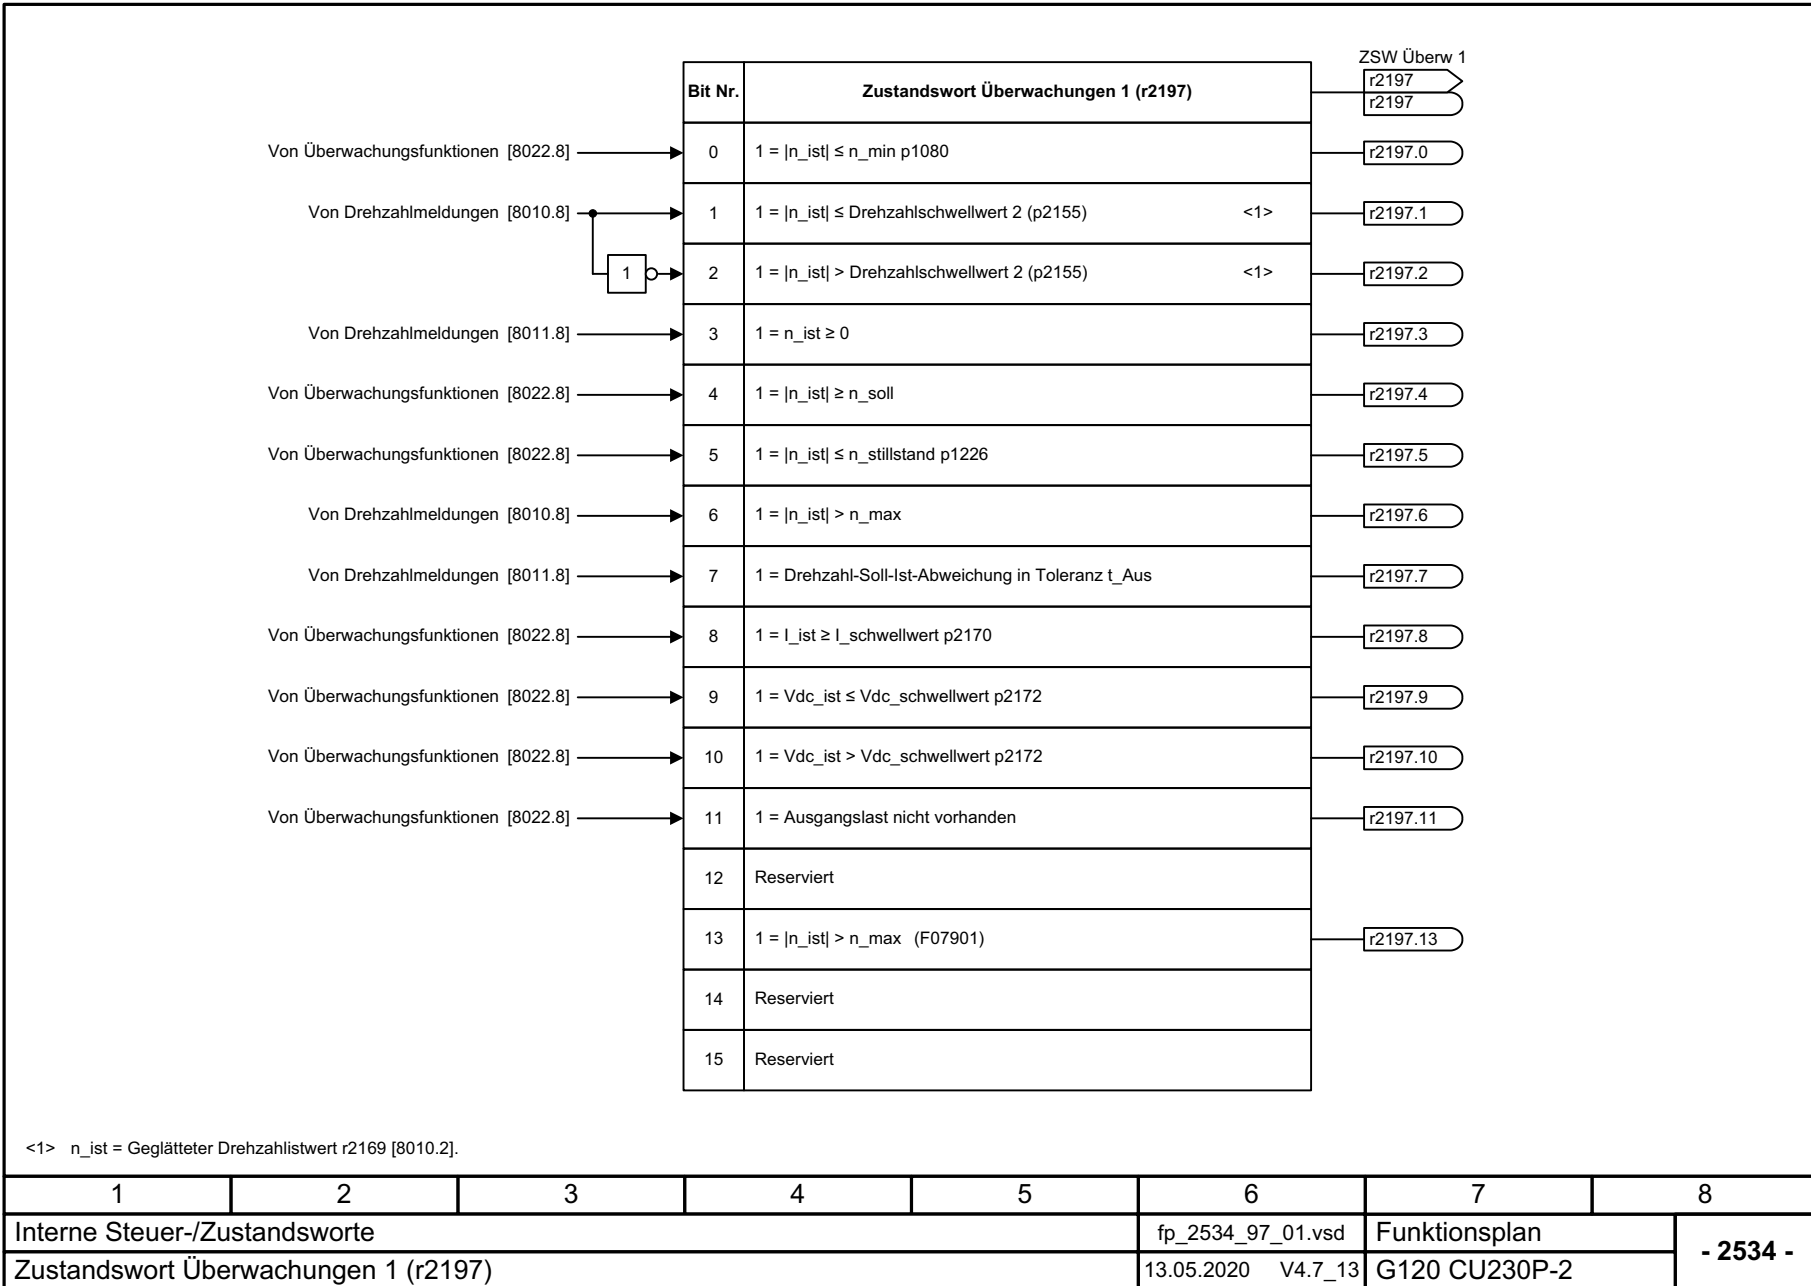 ZSW Überw 1
Bit Nr. Zustandswort Überwachungen 1 (r2197) r2197
r2197
Von Überwachungsfunktionen [8022.8] 0 1 = |n_ist| ≤ n_min p1080 r2197.0
Von Drehzahlmeldungen [8010.8] 1 1 = |n_ist| ≤ Drehzahlschwellwert 2 (p2155) <1> r2197.1
1 2 1 = |n_ist| > Drehzahlschwellwert 2 (p2155) <1> r2197.2
Von Drehzahlmeldungen [8011.8] 3 1 = n_ist ≥ 0 r2197.3
Von Überwachungsfunktionen [8022.8] 4 1 = |n_ist| ≥ n_soll r2197.4
Von Überwachungsfunktionen [8022.8] 5 1 = |n_ist| ≤ n_stillstand p1226 r2197.5
Von Drehzahlmeldungen [8010.8] 6 1 = |n_ist| > n_max r2197.6
Von Drehzahlmeldungen [8011.8] 7 1 = Drehzahl-Soll-Ist-Abweichung in Toleranz t_Aus r2197.7
Von Überwachungsfunktionen [8022.8] 8 1 = I_ist ≥ I_schwellwert p2170 r2197.8
Von Überwachungsfunktionen [8022.8] 9 1 = Vdc_ist ≤ Vdc_schwellwert p2172 r2197.9
Von Überwachungsfunktionen [8022.8] 10 1 = Vdc_ist > Vdc_schwellwert p2172 r2197.10
Von Überwachungsfunktionen [8022.8] 11 1 = Ausgangslast nicht vorhanden r2197.11
12 Reserviert
13 1 = |n_ist| > n_max (F07901) r2197.13
14 Reserviert
15 Reserviert
<1> n_ist = Geglätteter Drehzahlistwert r2169 [8010.2].
1 2 3 4 5 6 7 8
Interne Steuer-/Zustandsworte fp_2534_97_01.vsd Funktionsplan - 2534 -
Zustandswort Überwachungen 1 (r2197) 13.05.2020 V4.7_13 G120 CU230P-2